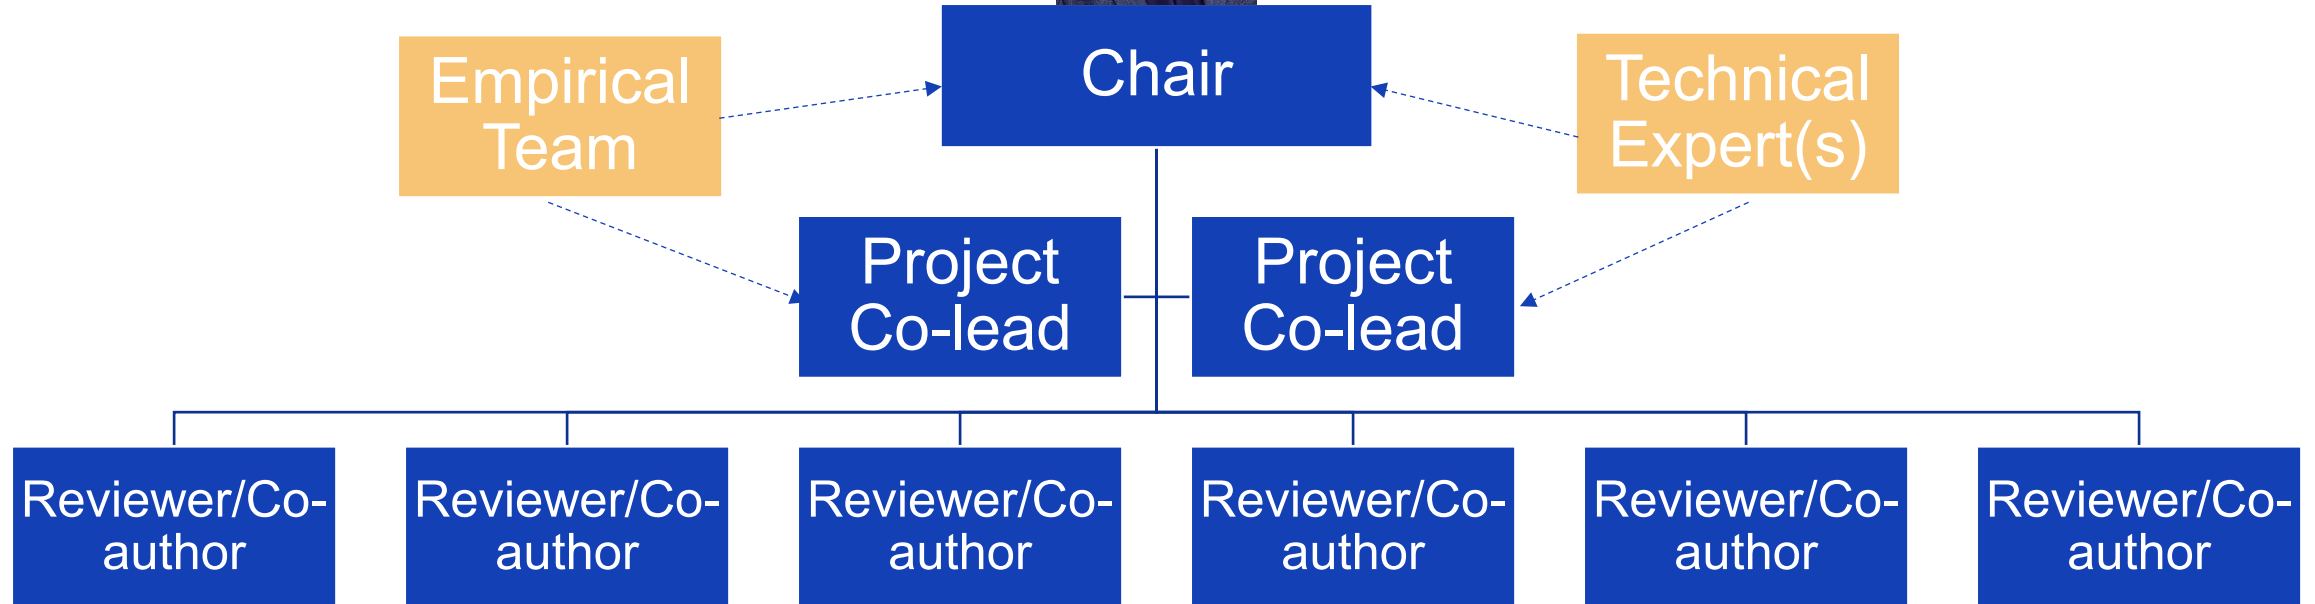 Empirical
Team
Chair
Technical
Expert(s)
Project
Co-lead
Project
Co-lead
Reviewer/Co-
author
Reviewer/Co-
author
Reviewer/Co-
author
Reviewer/Co-
author
Reviewer/Co-
author
Reviewer/Co-
author